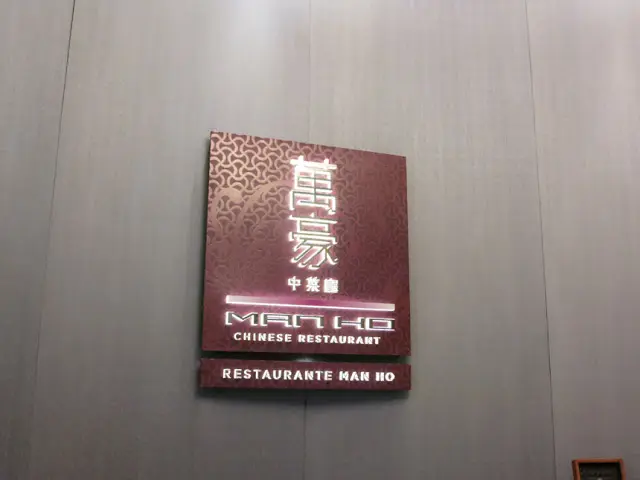 萬豪
中菜廳
MAN HO
CHINESE RESTAURANT
RESTAURANTE MAN HO